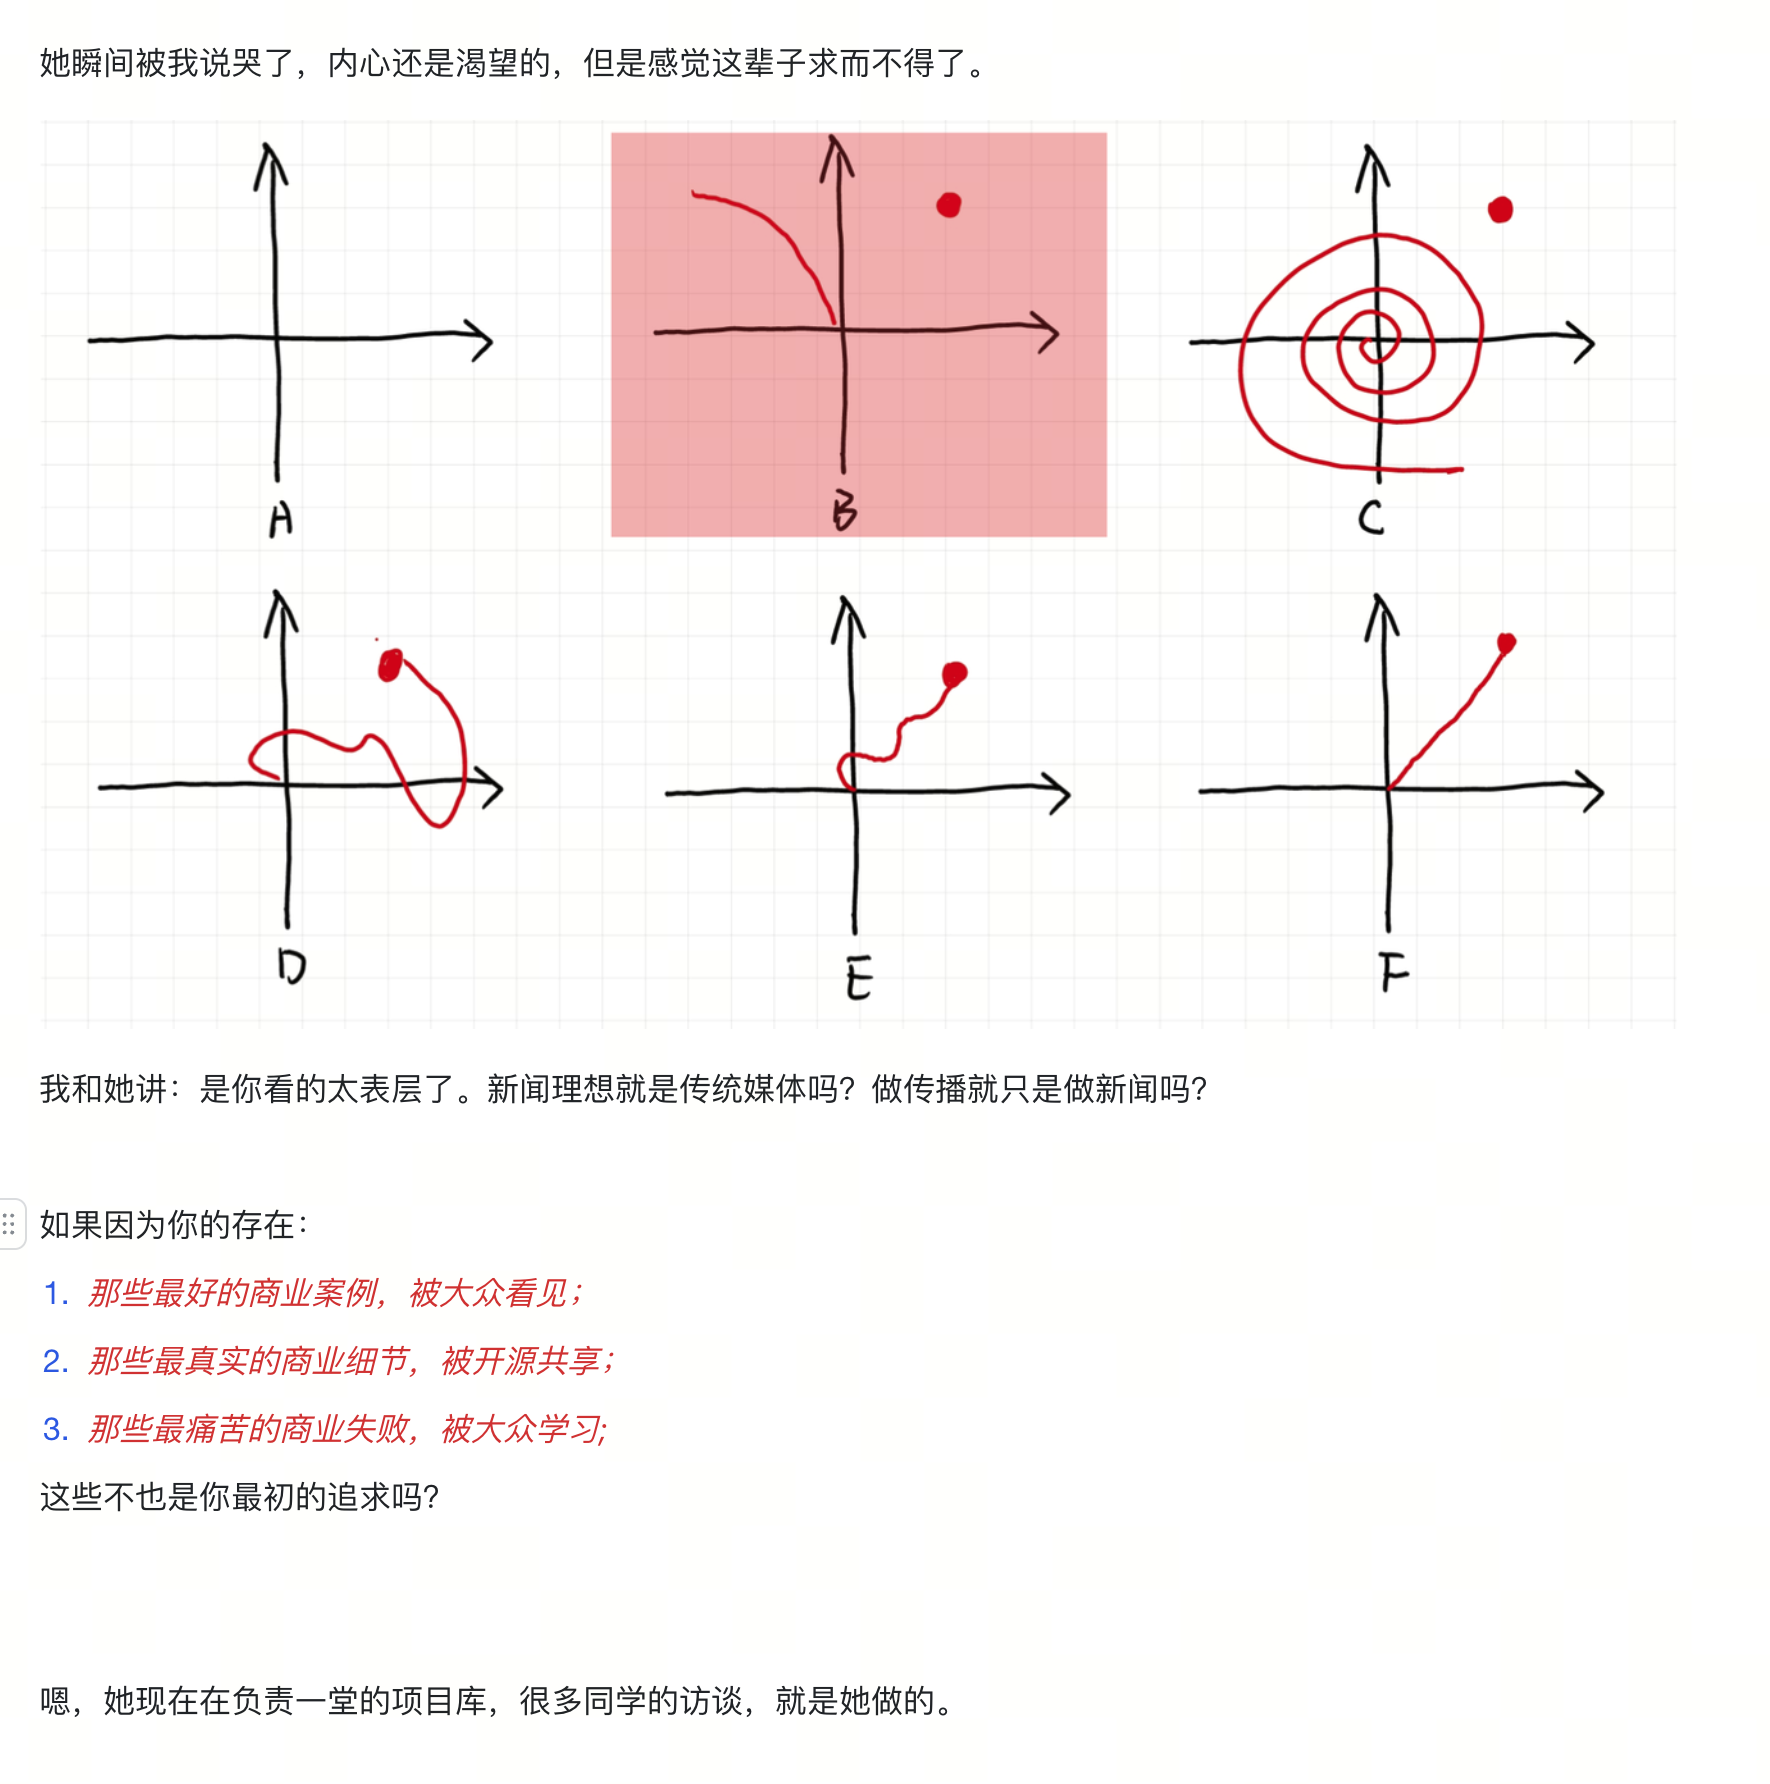 她瞬间被我说哭了，内心还是渴望的，但是感觉这辈子求而不得了。
A
B
C
D
E
F
我和她讲：是你看的太表层了。新闻理想就是传统媒体吗？做传播就只是做新闻吗？
如果因为你的存在：
1. 那些最好的商业案例，被大众看见；
2. 那些最真实的商业细节，被开源共享；
3. 那些最痛苦的商业失败，被大众学习;
这些不也是你最初的追求吗？
嗯，她现在在负责一堂的项目库，很多同学的访谈，就是她做的。